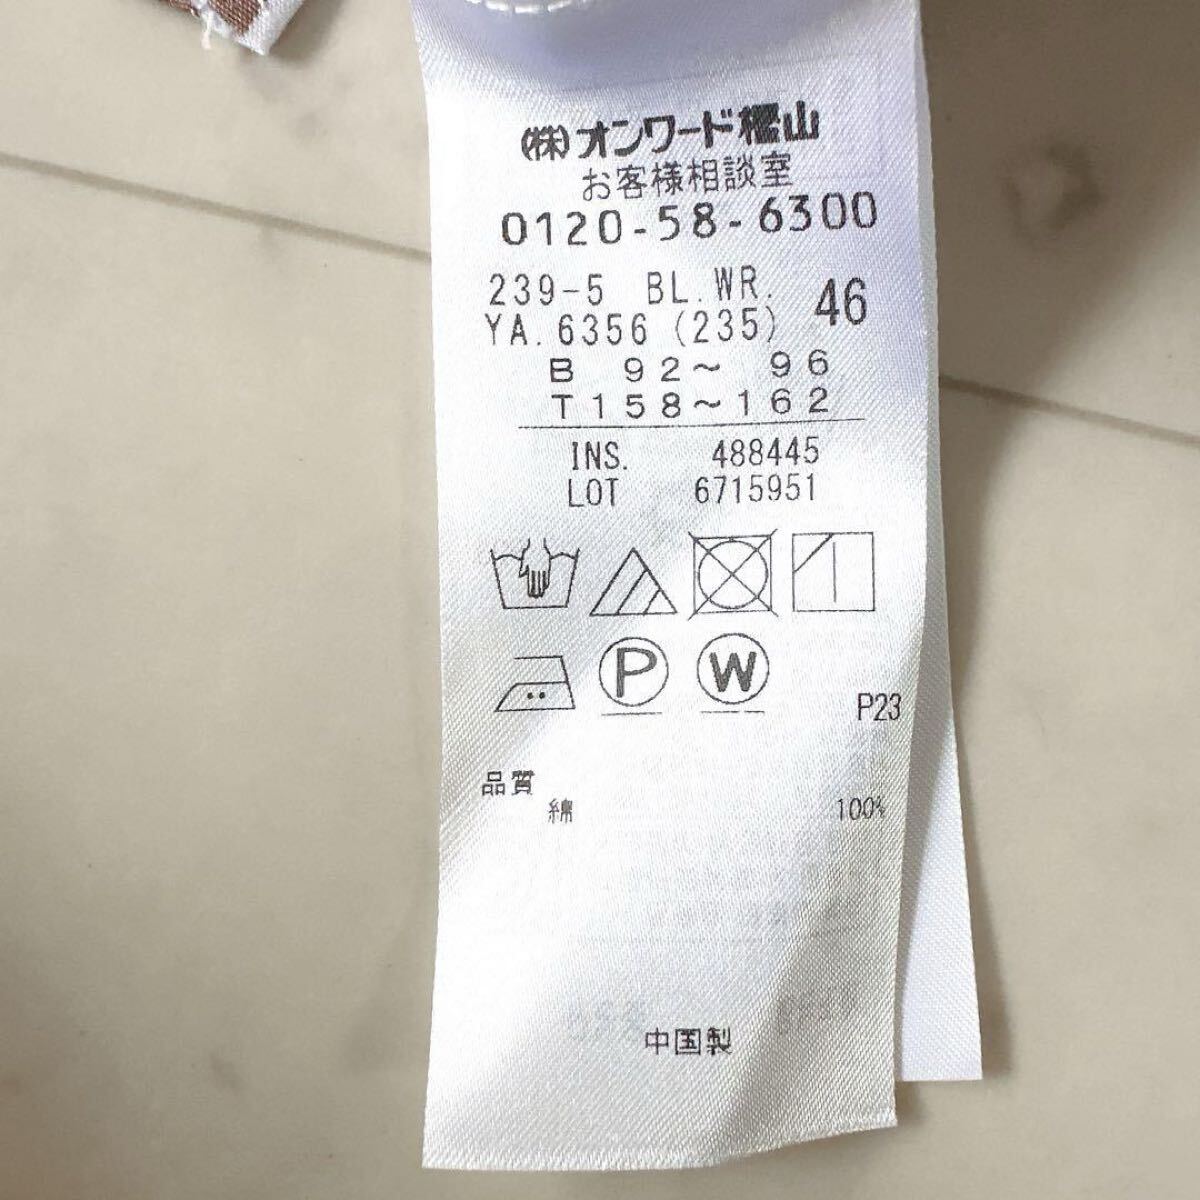 (株)オンワード樫山
お客様相談室
0120-58-6300
239-5 BL.WR. 46
YA.6356 (235)
B 92～ 96
T158～162
INS. 488445
LOT 6715951
P W
P23
品質
綿 100%
中国製